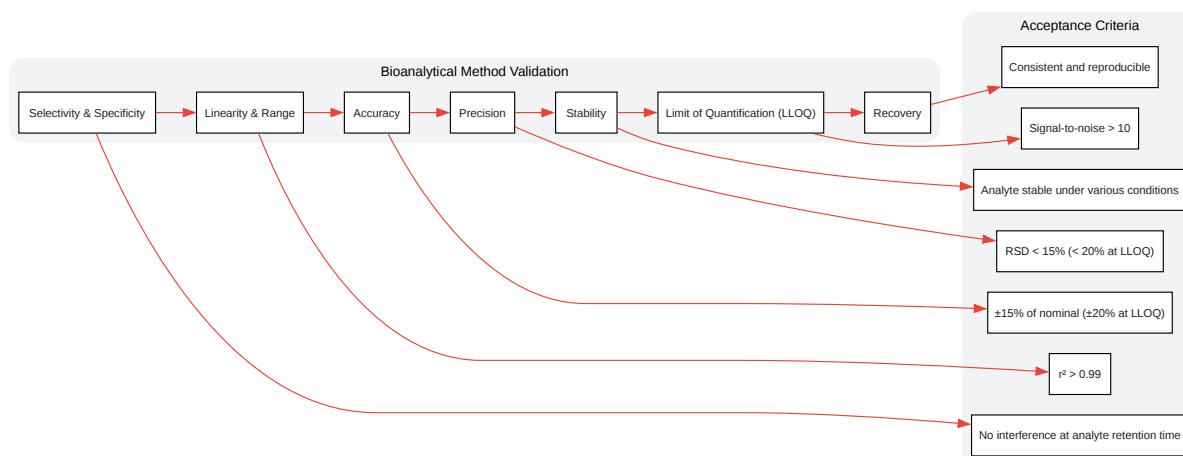 Acceptance Criteria
Bioanalytical Method Validation
Selectivity & Specificity
Linearity & Range
Accuracy
Precision
Stability
Limit of Quantification (LLOQ)
Recovery
Consistent and reproducible
Signal-to-noise > 10
Analyte stable under various conditions
RSD < 15% (< 20% at LLOQ)
±15% of nominal (±20% at LLOQ)
r² > 0.99
No interference at analyte retention time